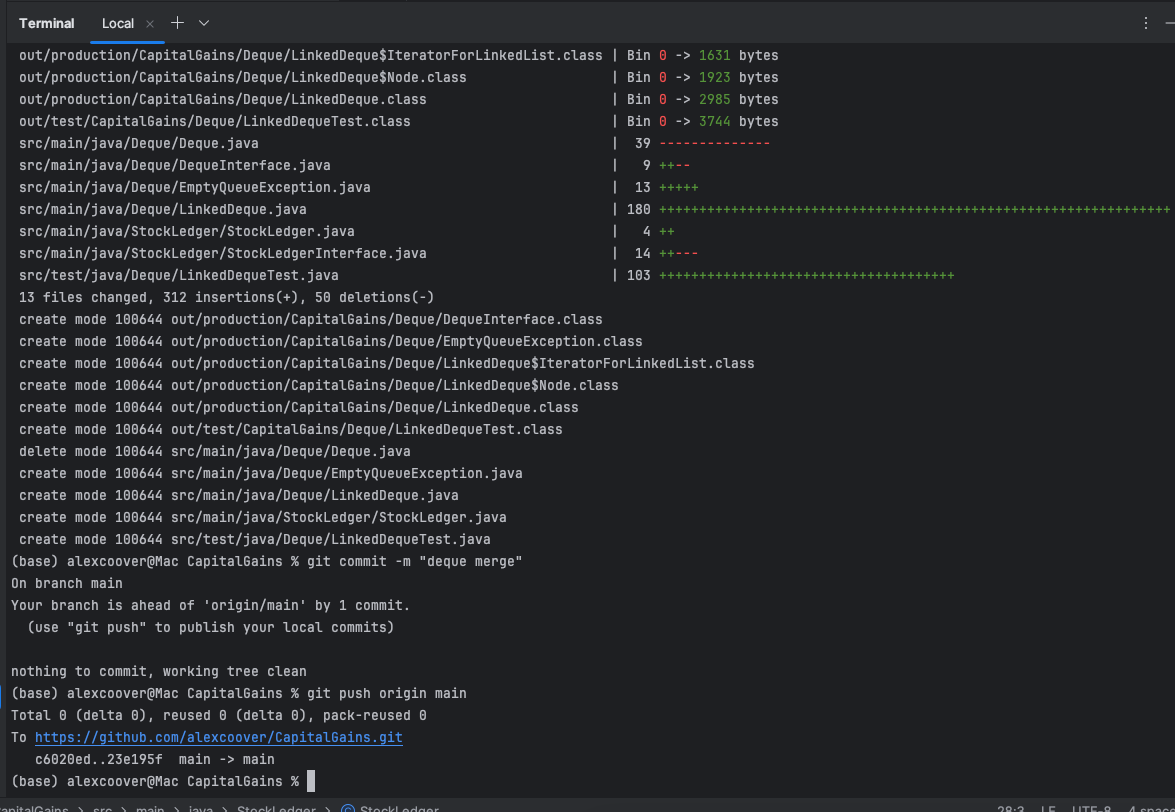 Terminal Local
out/production/CapitalGains/Deque/LinkedDeque$IteratorForLinkedList.class | Bin 0 -> 1631 bytes
out/production/CapitalGains/Deque/LinkedDeque$Node.class | Bin 0 -> 1923 bytes
out/production/CapitalGains/Deque/LinkedDeque.class | Bin 0 -> 2985 bytes
out/test/CapitalGains/Deque/LinkedDequeTest.class | Bin 0 -> 3744 bytes
src/main/java/Deque/Deque.java | 39 --------------
src/main/java/Deque/DequeInterface.java | 9 ++--
src/main/java/Deque/EmptyQueueException.java | 13 +++++
src/main/java/Deque/LinkedDeque.java | 180 ++++++++++++++++++++++++++++++++++++++++++++++++++++++++++++++++
src/main/java/StockLedger/StockLedger.java | 4 ++
src/main/java/StockLedger/StockLedgerInterface.java | 14 ++---
src/test/java/Deque/LinkedDequeTest.java | 103 +++++++++++++++++++++++++++++++++++++
13 files changed, 312 insertions(+), 50 deletions(-)
create mode 100644 out/production/CapitalGains/Deque/DequeInterface.class
create mode 100644 out/production/CapitalGains/Deque/EmptyQueueException.class
create mode 100644 out/production/CapitalGains/Deque/LinkedDeque$IteratorForLinkedList.class
create mode 100644 out/production/CapitalGains/Deque/LinkedDeque$Node.class
create mode 100644 out/production/CapitalGains/Deque/LinkedDeque.class
create mode 100644 out/test/CapitalGains/Deque/LinkedDequeTest.class
delete mode 100644 src/main/java/Deque/Deque.java
create mode 100644 src/main/java/Deque/EmptyQueueException.java
create mode 100644 src/main/java/Deque/LinkedDeque.java
create mode 100644 src/main/java/StockLedger/StockLedger.java
create mode 100644 src/test/java/Deque/LinkedDequeTest.java
(base) alexcoover@Mac CapitalGains % git commit -m "deque merge"
On branch main
Your branch is ahead of 'origin/main' by 1 commit.
(use "git push" to publish your local commits)
nothing to commit, working tree clean
(base) alexcoover@Mac CapitalGains % git push origin main
Total 0 (delta 0), reused 0 (delta 0), pack-reused 0
To https://github.com/alexcoover/CapitalGains.git
c6020ed..23e195f main -> main
(base) alexcoover@Mac CapitalGains %
apitalGains > src > main > java > StockLedger > StockLedger 28:3 LF UTF-8 4 space